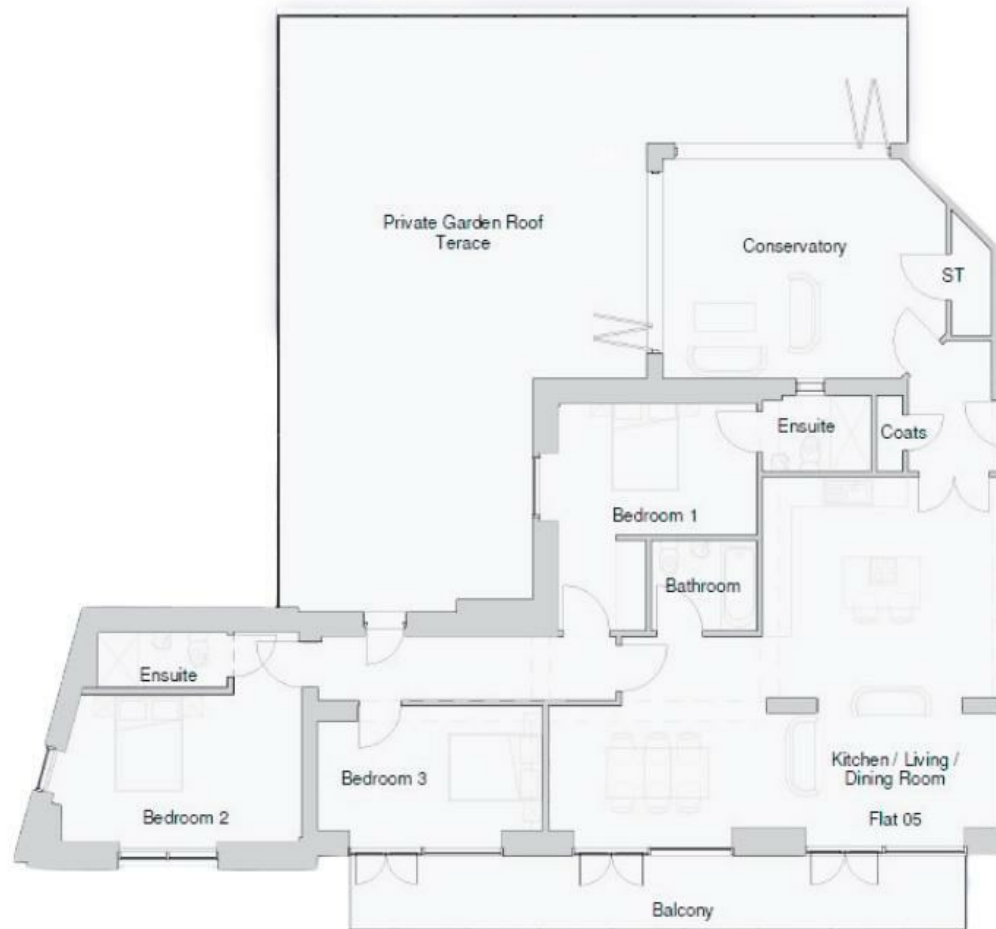 Private Garden Roof
Terace
Conservatory
ST
Ensuite
Coats
Bedroom 1
Bathroom
Ensuite
Bedroom 3
Kitchen / Living /
Dining Room
Bedroom 2
Flat 05
Balcony